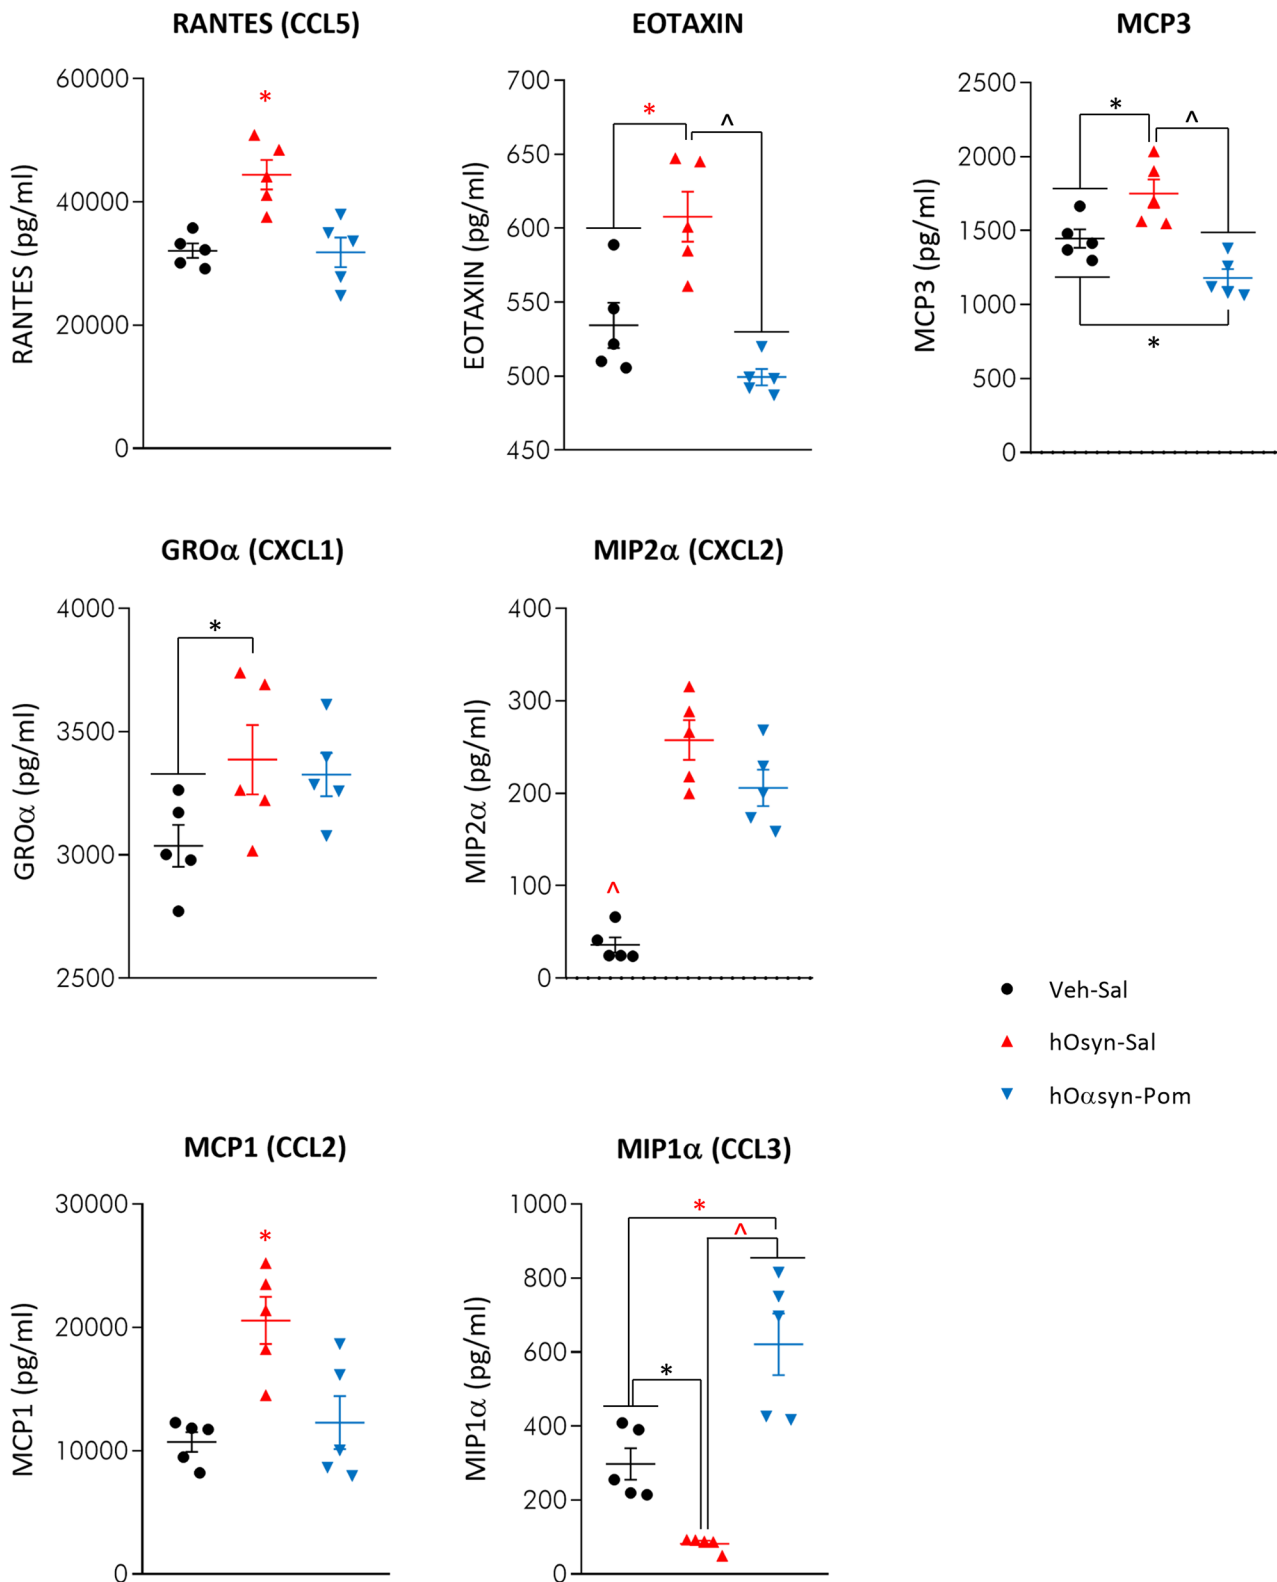 RANTES (CCL5)
RANTES (pg/ml)
60000
40000
20000
0
*
EOTAXIN
EOTAXIN (pg/ml)
700
650
600
550
500
450
*
^
MCP3
MCP3 (pg/ml)
2500
2000
1500
1000
500
0
*
^
*
GROα (CXCL1)
GROα (pg/ml)
4000
3500
3000
2500
*
MIP2α (CXCL2)
MIP2α (pg/ml)
400
300
200
100
0
^
Veh-Sal
hOsyn-Sal
hOαsyn-Pom
MCP1 (CCL2)
MCP1 (pg/ml)
30000
20000
10000
0
*
MIP1α (CCL3)
MIP1α (pg/ml)
1000
800
600
400
200
0
*
^
*